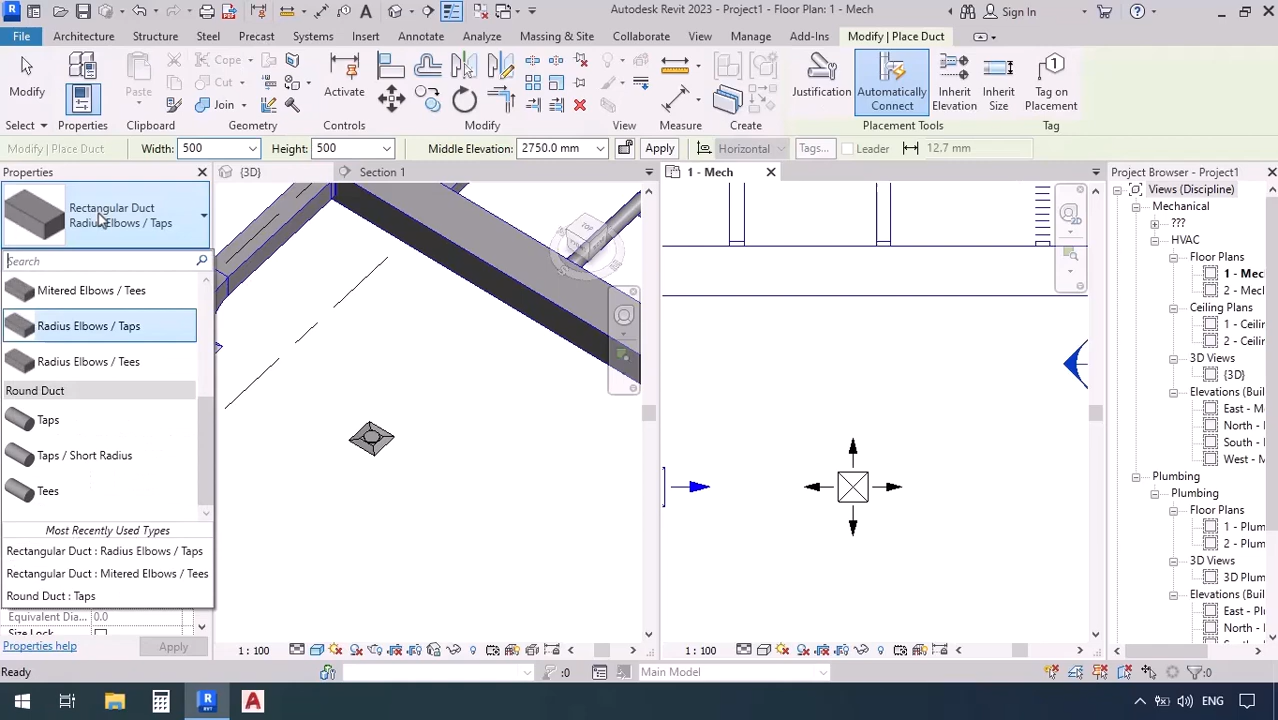 Autodesk Revit 2023 - Project1 - Floor Plan: 1 - Mech
Sign In
File
Architecture
Structure
Steel
Precast
Systems
Insert
Annotate
Analyze
Massing & Site
Collaborate
View
Manage
Add-Ins
Modify | Place Duct
Modify
Paste
Cope
Cut
Join
Activate
Justification
Automatically
Connect
Inherit
Elevation
Inherit
Size
Tag on
Placement
Select
Properties
Clipboard
Geometry
Controls
Modify
View
Measure
Create
Placement Tools
Tag
Modify | Place Duct
Width: 500
Height: 500
Middle Elevation: 2750.0 mm
Apply
Horizontal
Tags...
Leader
12.7 mm
Properties
{3D}
Section 1
1 - Mech
Project Browser - Project1
Rectangular Duct
Radius Elbows / Taps
Search
Mitered Elbows / Tees
Radius Elbows / Taps
Radius Elbows / Tees
Round Duct
Taps
Taps / Short Radius
Tees
Most Recently Used Types
Rectangular Duct : Radius Elbows / Taps
Rectangular Duct : Mitered Elbows / Tees
Round Duct : Taps
Equivalent Dia... 0.0
Size Lock
Properties help
Apply
TOP
Views (Discipline)
Mechanical
???
HVAC
Floor Plans
1 - Mech
2 - Mecl
Ceiling Plans
1 - Ceilin
2 - Ceilin
3D Views
{3D}
Elevations (Buil
East - M
North -
South -
West - M
Plumbing
Plumbing
Floor Plans
1 - Plum
2 - Plum
3D Views
3D Plum
Elevations (
East - Pl
North -
1 : 100
1 : 100
Ready
:0
Main Model
:0
ENG